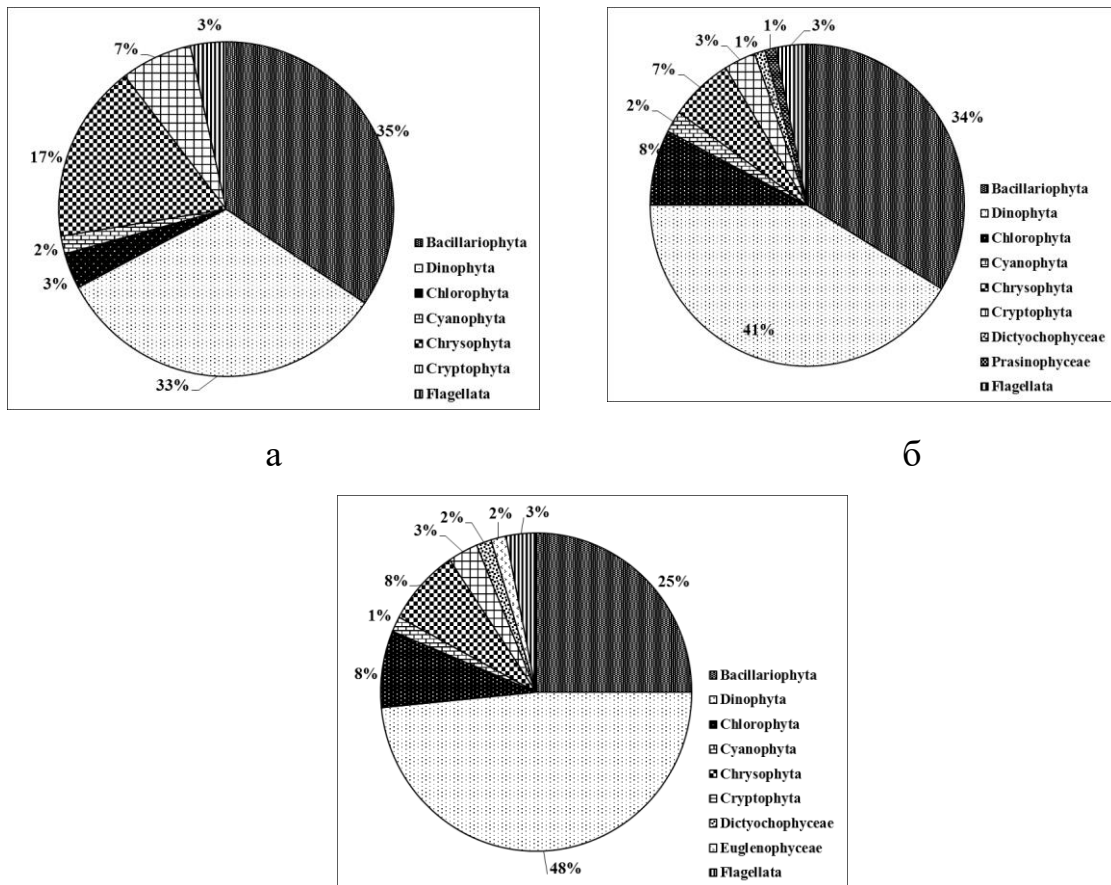 3%
7%
35%
17%
2%
3%
33%
Bacillariophyta
Dinophyta
Chlorophyta
Cyanophyta
Chrysophyta
Cryptophyta
Flagellata
а
1%
3%
3%
1%
7%
34%
2%
8%
41%
Bacillariophyta
Dinophyta
Chlorophyta
Cyanophyta
Chrysophyta
Cryptophyta
Dictyochophyceae
Prasinophyceae
Flagellata
б
2%
2%
3%
3%
8%
25%
1%
8%
48%
Bacillariophyta
Dinophyta
Chlorophyta
Cyanophyta
Chrysophyta
Cryptophyta
Dictyochophyceae
Euglenophyceae
Flagellata